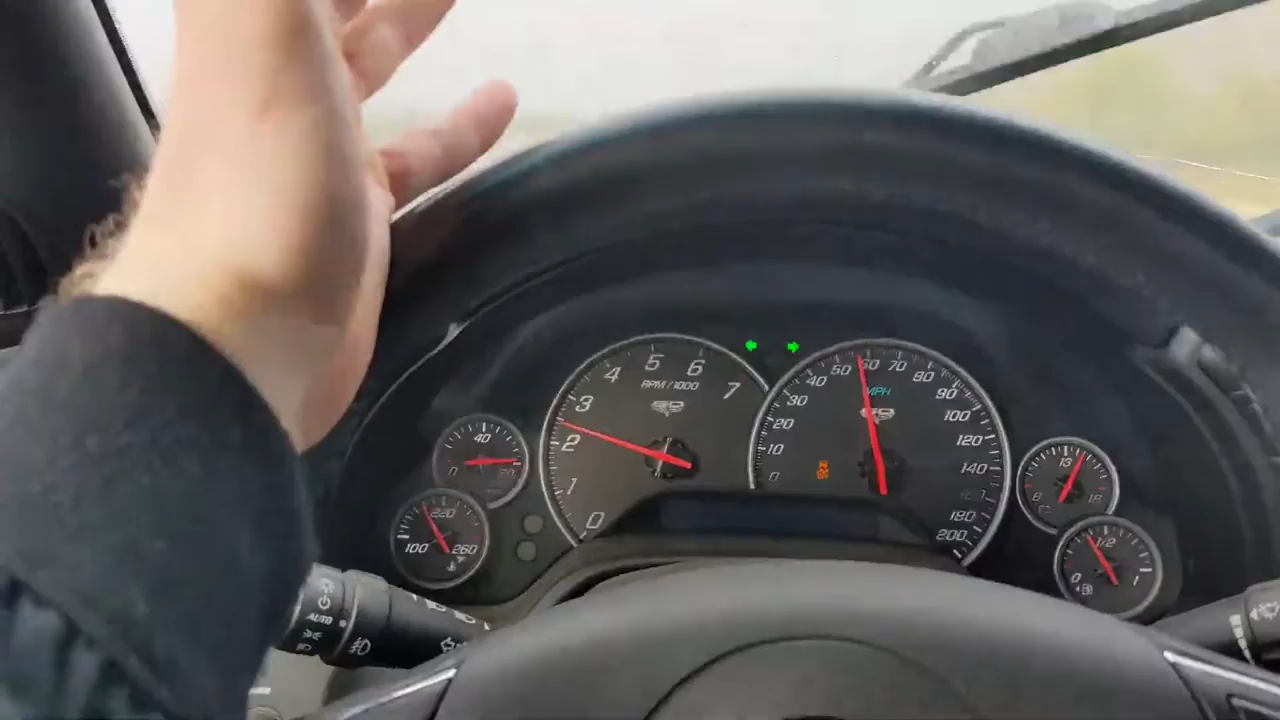 0 1 2 3 4 5 6 7
RPM/1000
0 10 20 30 40 50 60 70 80 90 100 120 140 180 200
MPH
0 40 80
100 220 260
13 18
0 1/2 1
AUTO